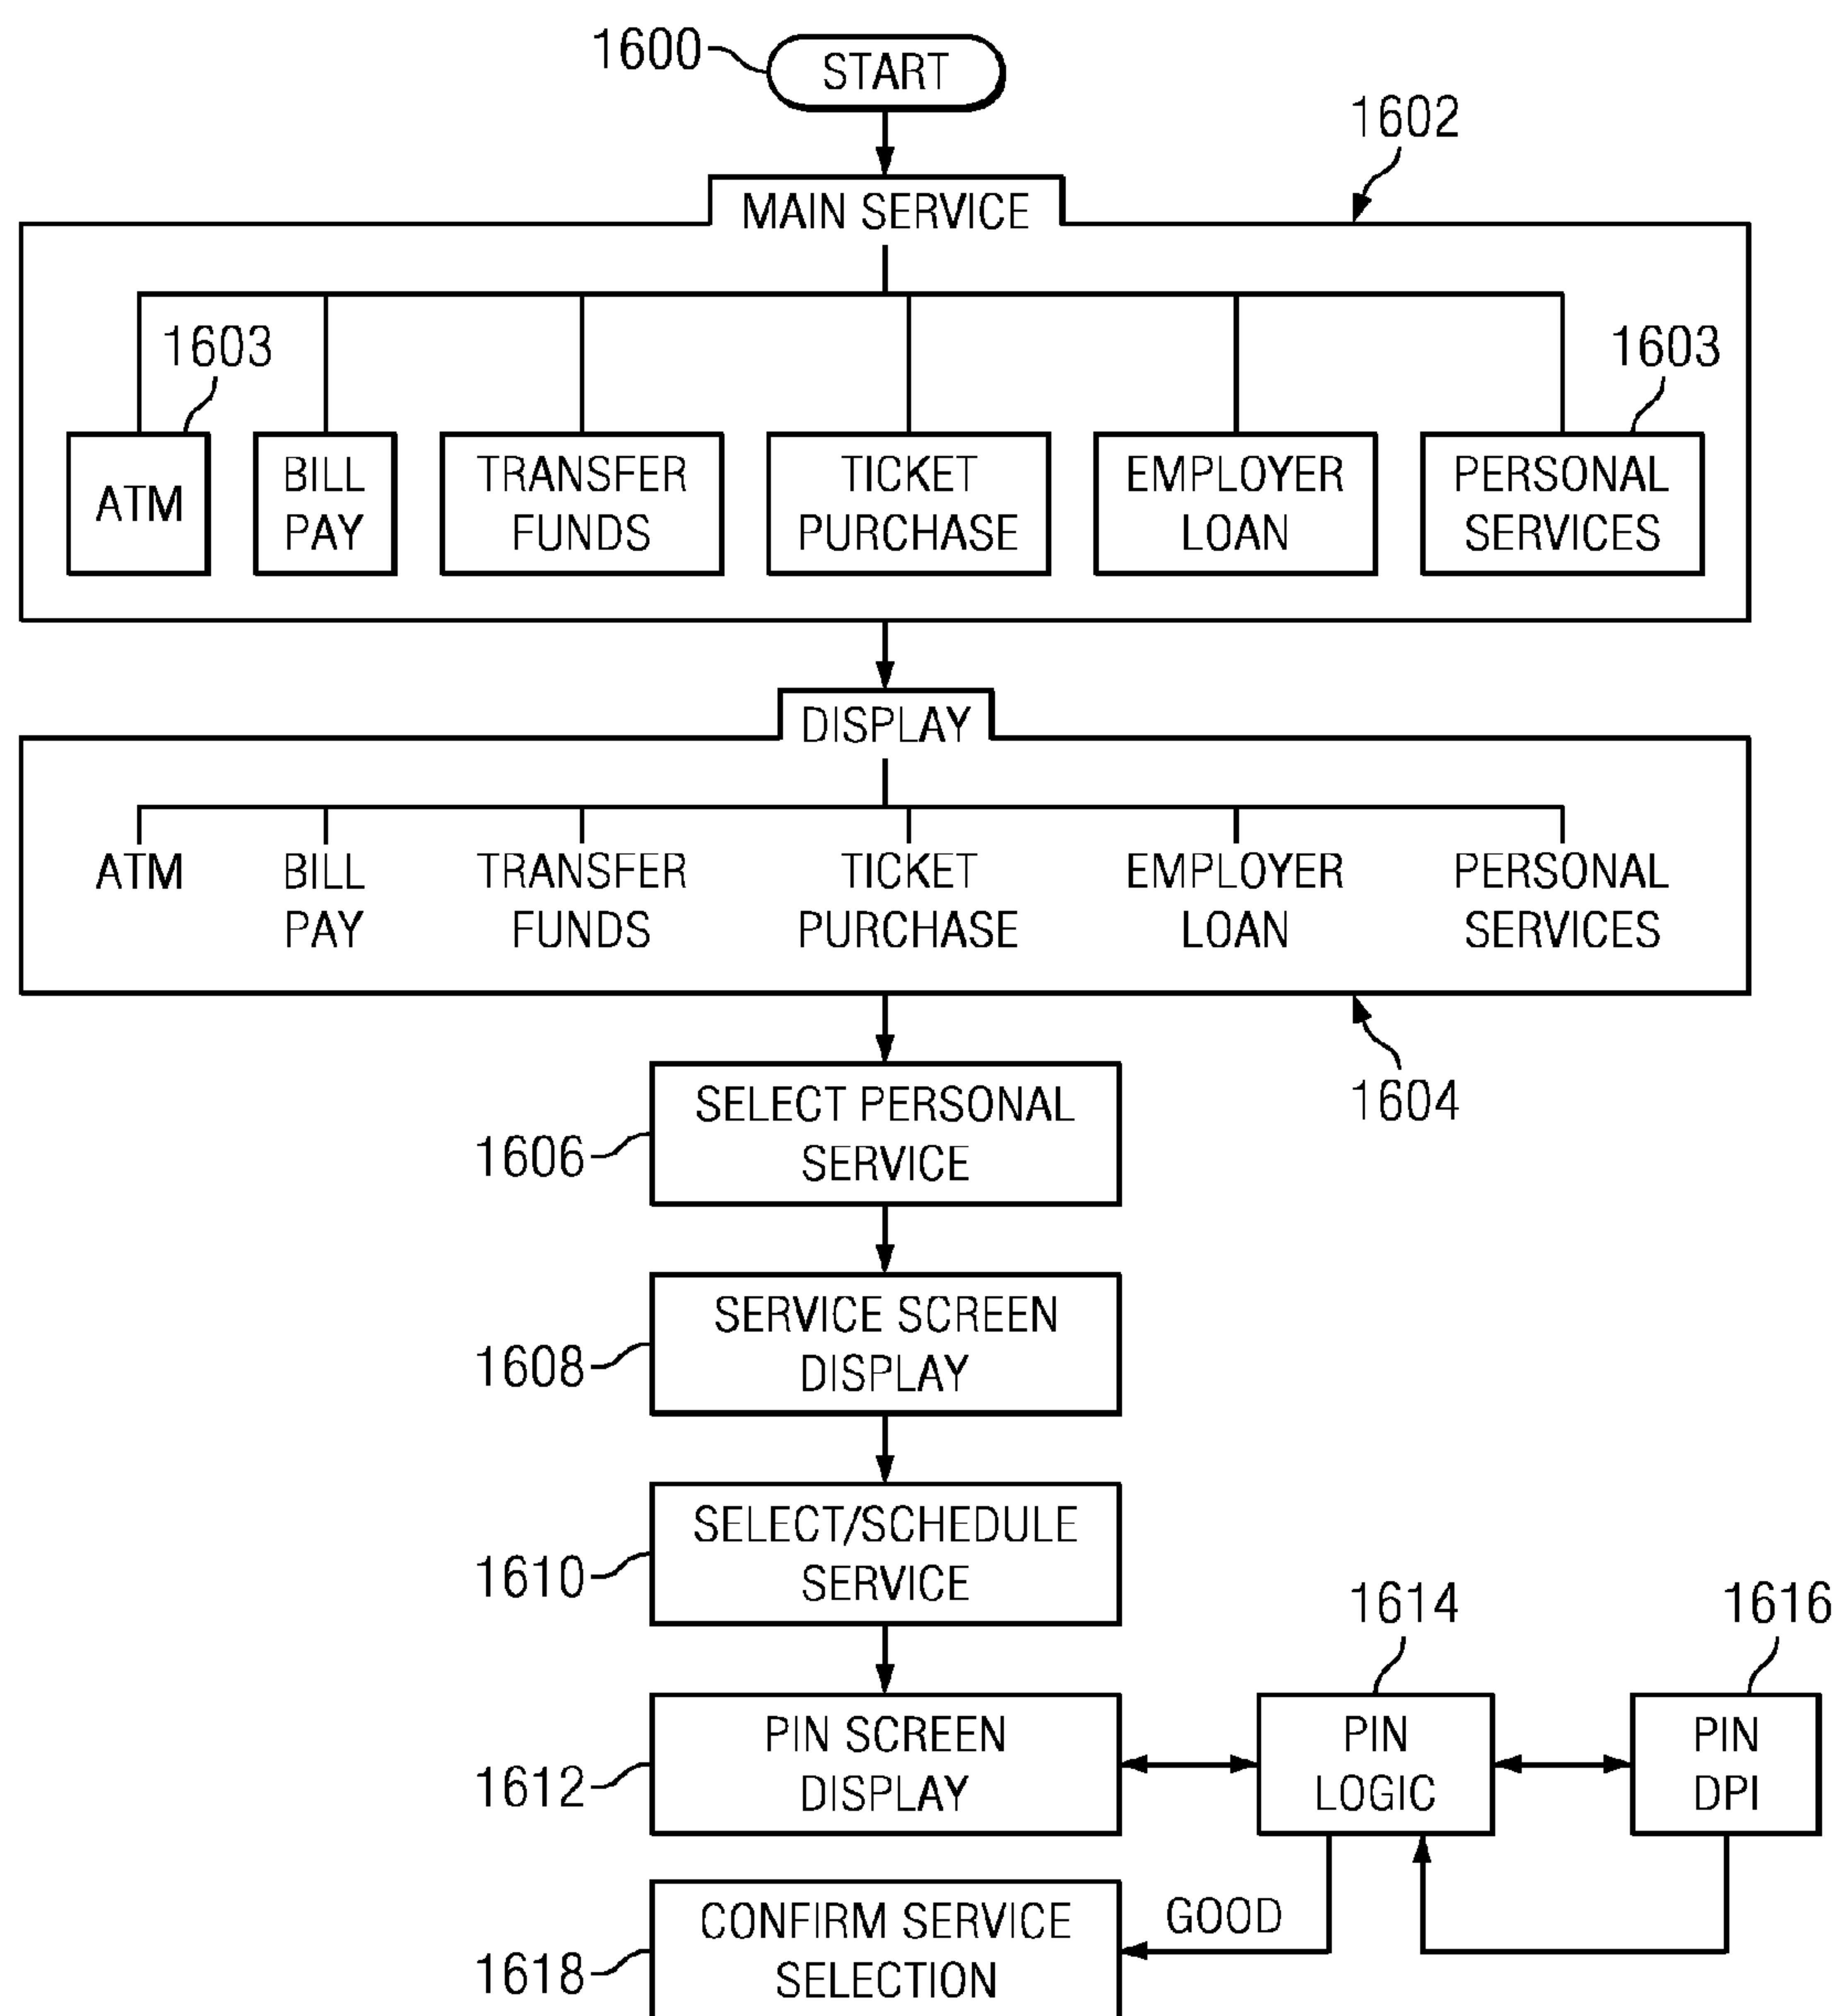 1600
START
1602
MAIN SERVICE
1603
1603
ATM
BILL
PAY
TRANSFER
FUNDS
TICKET
PURCHASE
EMPLOYER
LOAN
PERSONAL
SERVICES
DISPLAY
ATM
BILL
PAY
TRANSFER
FUNDS
TICKET
PURCHASE
EMPLOYER
LOAN
PERSONAL
SERVICES
1604
SELECT PERSONAL
SERVICE
1606
SERVICE SCREEN
DISPLAY
1608
SELECT/SCHEDULE
SERVICE
1610
1614
1616
PIN SCREEN
DISPLAY
1612
PIN
LOGIC
PIN
DPI
GOOD
CONFIRM SERVICE
SELECTION
1618